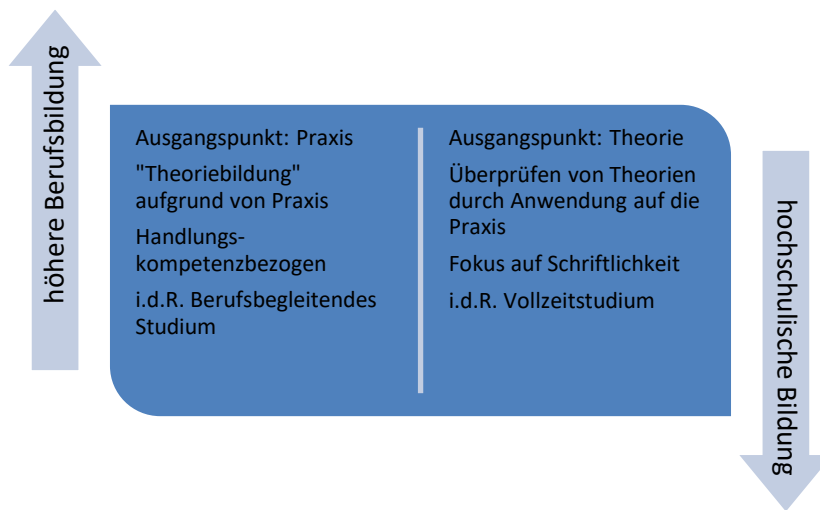 höhere Berufsbildung
Ausgangspunkt: Praxis
"Theoriebildung"
aufgrund von Praxis
Handlungs-
kompetenzbezogen
i.d.R. Berufsbegleitendes
Studium
Ausgangspunkt: Theorie
Überprüfen von Theorien
durch Anwendung auf die
Praxis
Fokus auf Schriftlichkeit
i.d.R. Vollzeitstudium
hochschulische Bildung